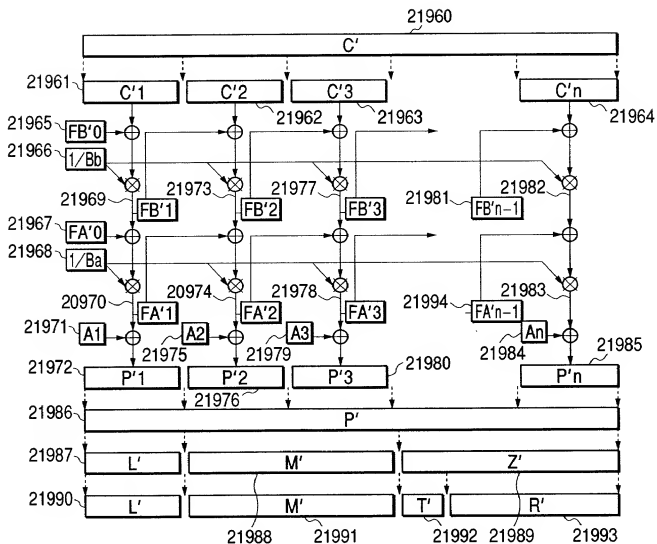 21960
C'
21961 C'1 C'2 C'3 C'n
21962 21963 21964
21965 FB'0
21966 1/Bb
21969 21973 21977 21981 21982
FB'1 FB'2 FB'3 FB'n-1
21967 FA'0
21968 1/Ba
20970 20974 21978 21994 21983
FA'1 FA'2 FA'3 FA'n-1
21971 A1 A2 A3 An
21975 21979 21984 21985
21972 P'1 P'2 P'3 21980 P'n
21976
21986 P'
21987 L' M' Z'
21990 L' M' T' R'
21988 21991 21992 21989 21993